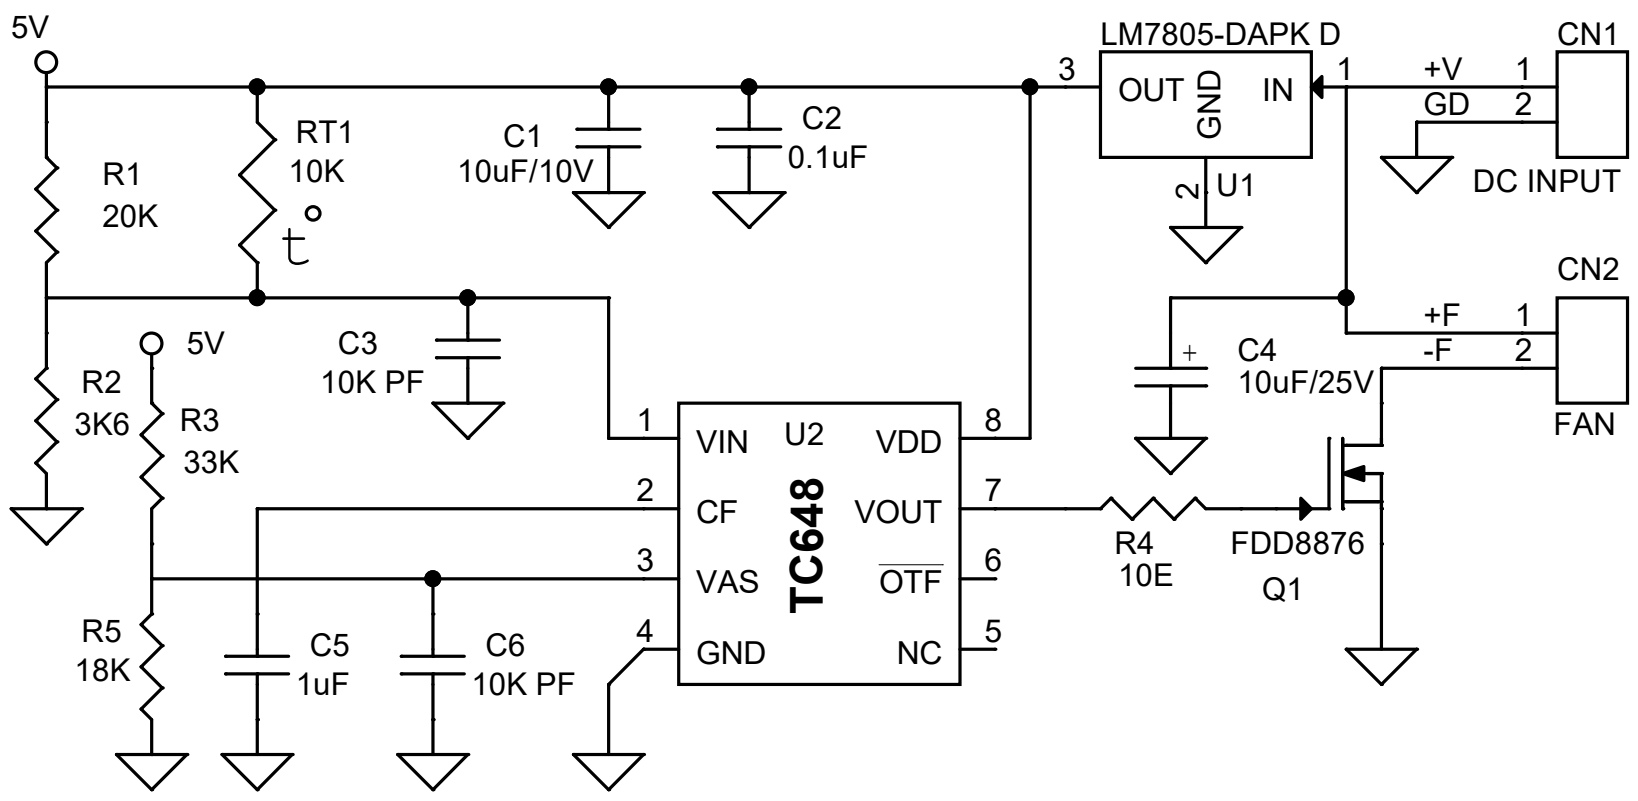 5V
LM7805-DAPK D
CN1
3
OUT
GND
IN
1
+V
1
GD
2
RT1
10K
C1
10uF/10V
C2
0.1uF
R1
20K
t°
2
U1
DC INPUT
CN2
5V
C3
10K PF
+
C4
10uF/25V
+F
1
-F
2
R2
3K6
R3
33K
FAN
1
VIN
U2
VDD
8
2
CF
TC648
VOUT
7
R4
10E
FDD8876
Q1
3
VAS
OTF
6
4
GND
NC
5
R5
18K
C5
1uF
C6
10K PF